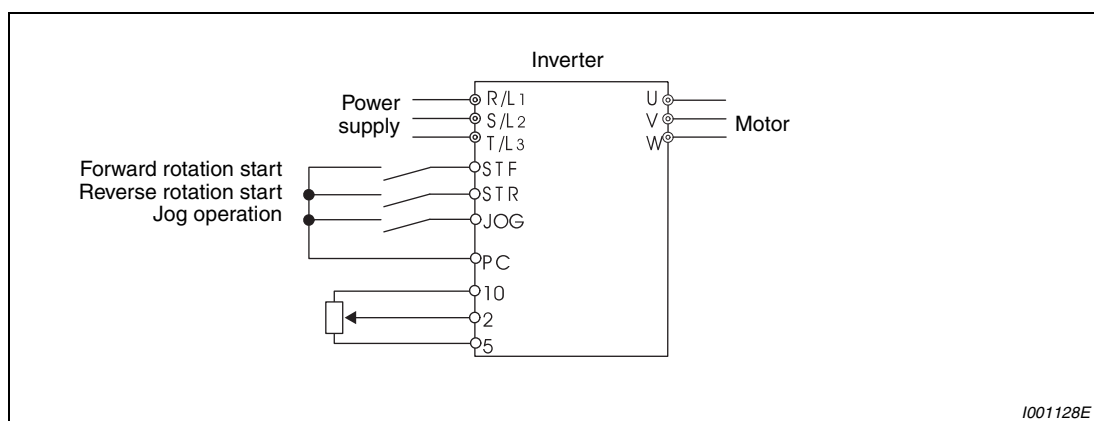 Inverter
Power supply
R/L1
S/L2
T/L3
U
V
W
Motor
Forward rotation start
STF
Reverse rotation start
STR
Jog operation
JOG
PC
10
2
5
I001128E